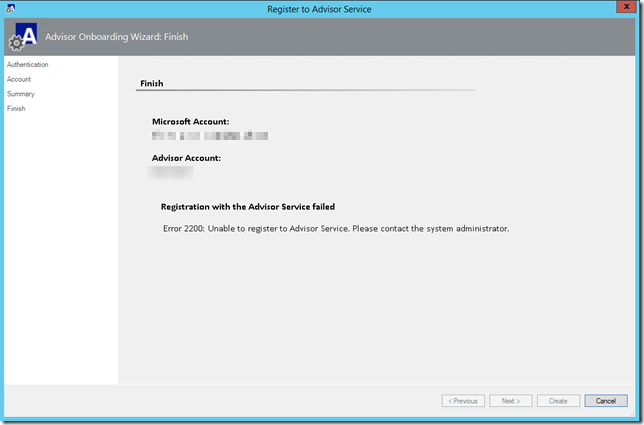 Register to Advisor Service
x
A
Advisor Onboarding Wizard: Finish
Authentication
Account
Summary
Finish
Finish
Microsoft Account:
Advisor Account:
Registration with the Advisor Service failed
Error 2200: Unable to register to Advisor Service. Please contact the system administrator.
< Previous
Next >
Create
Cancel